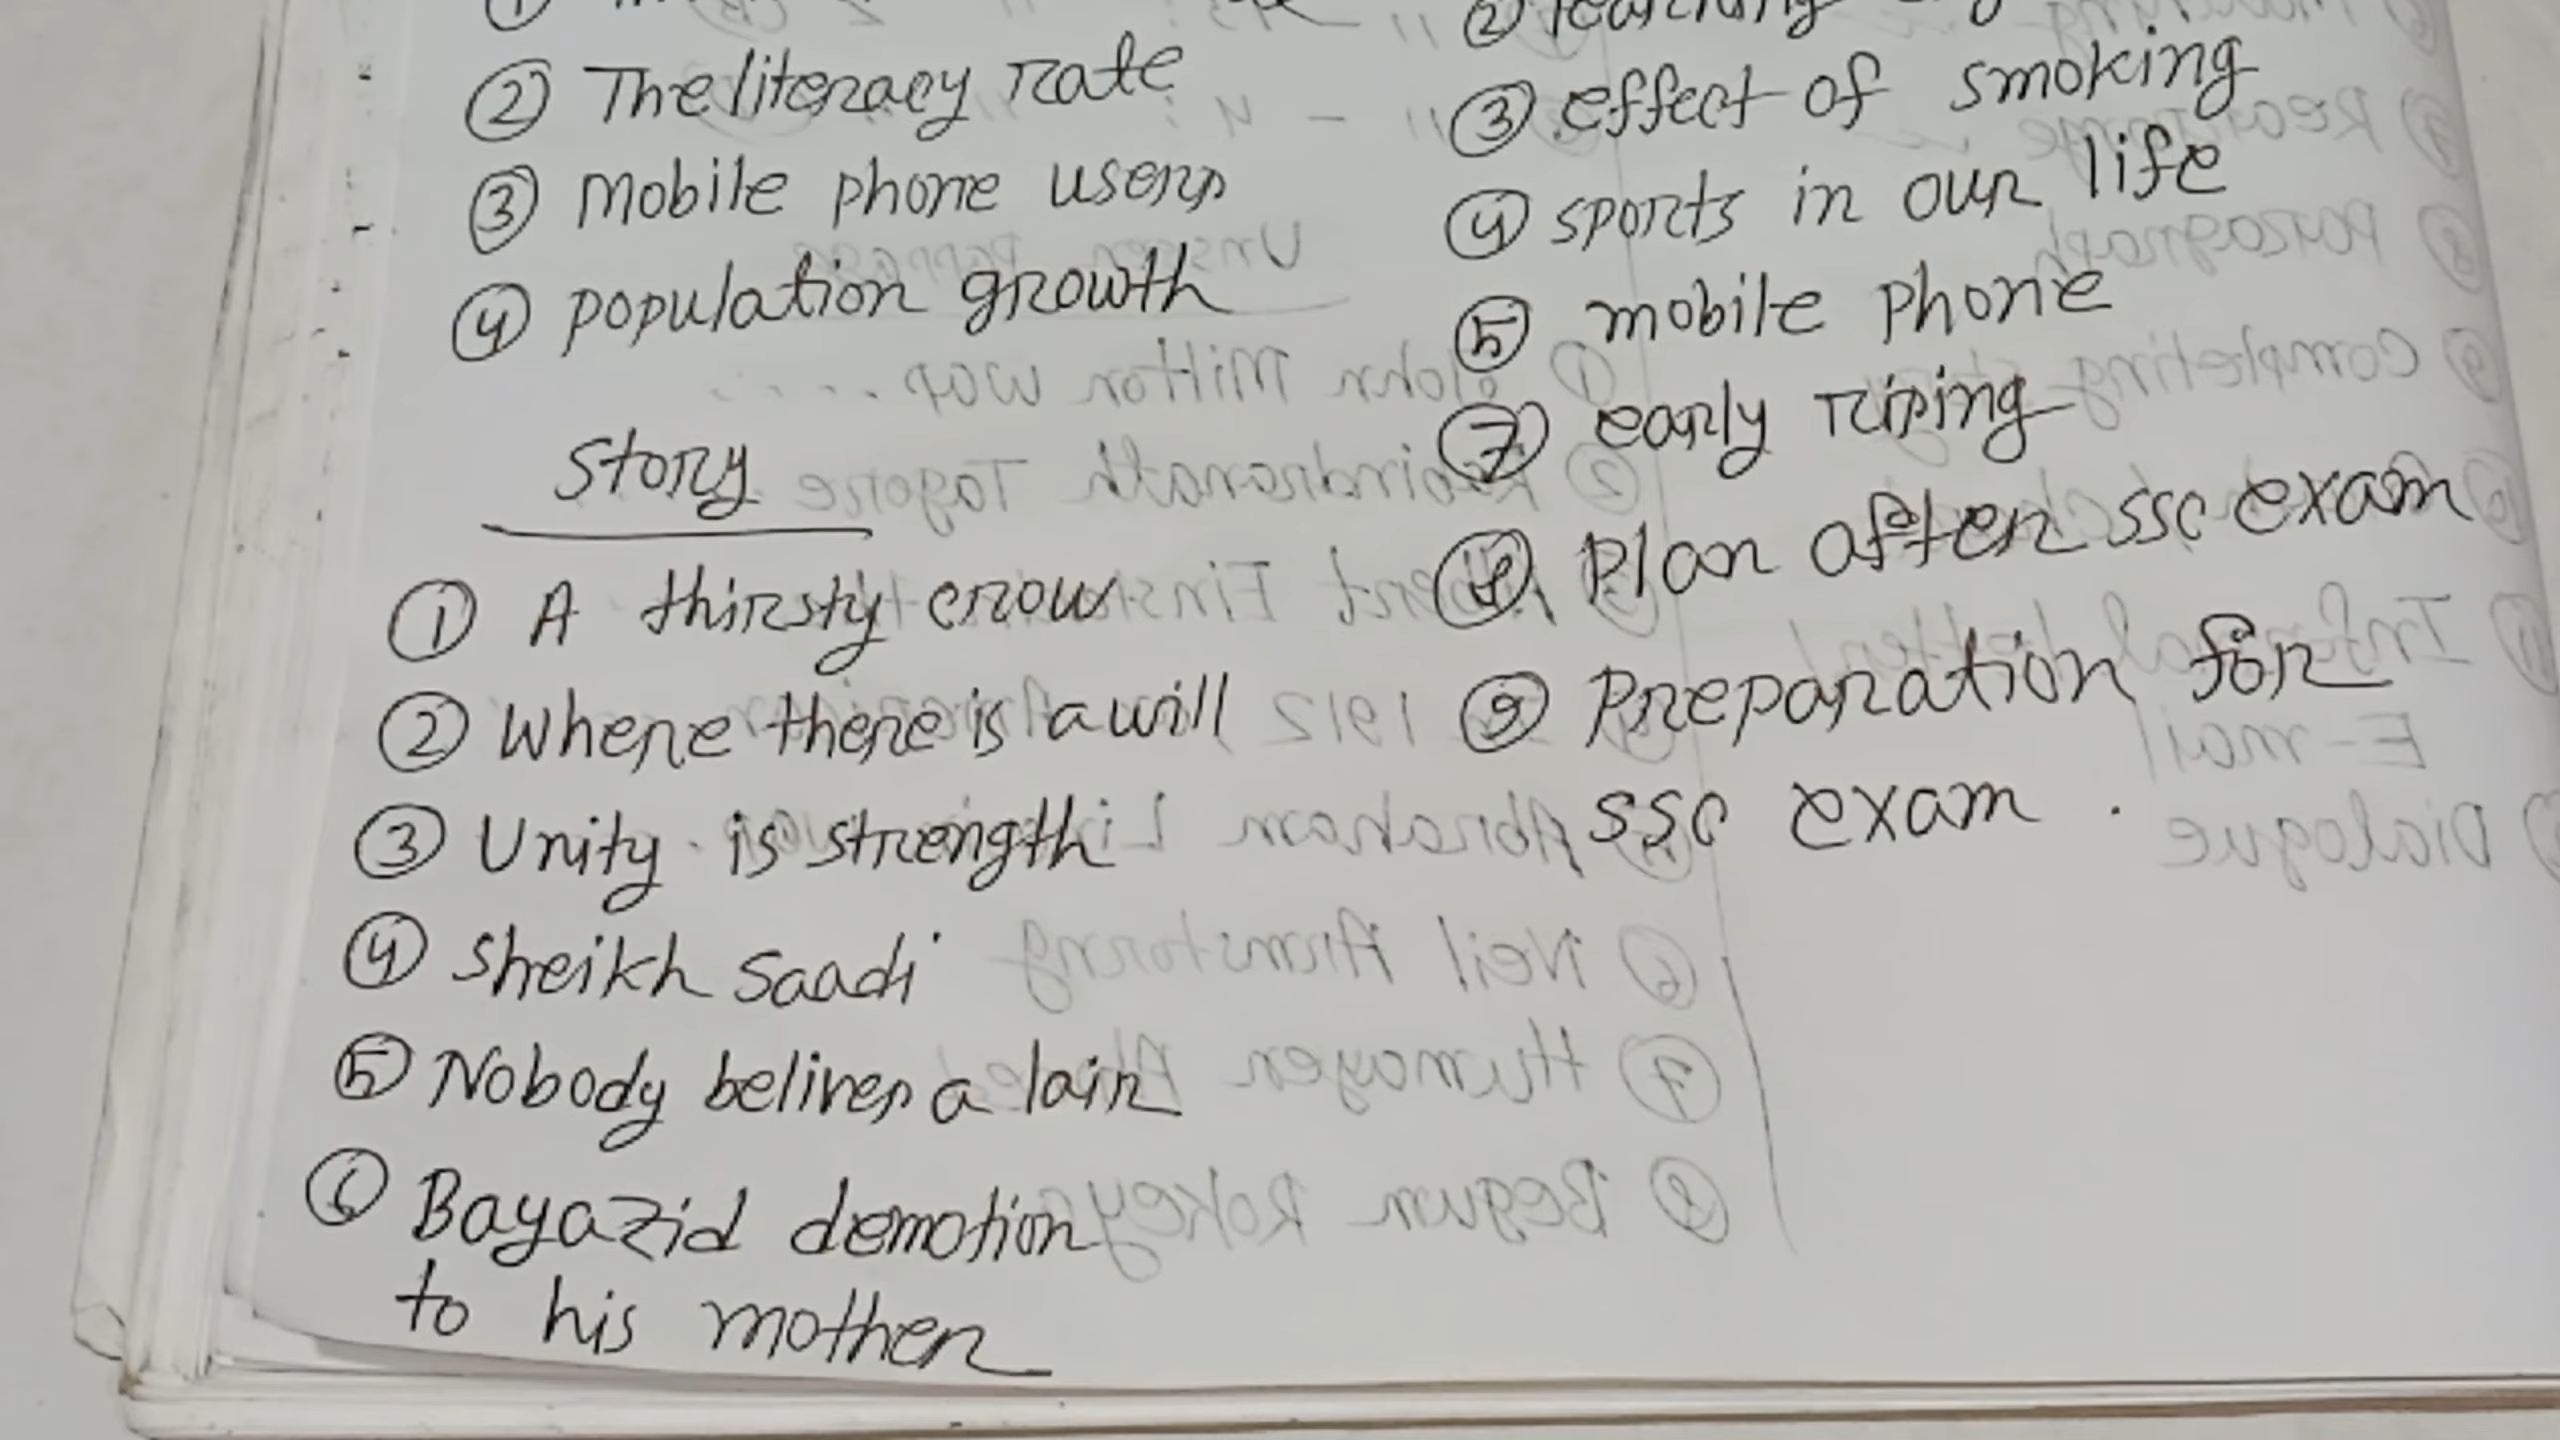 ② The literacy rate
③ mobile phone users
④ population growth
Story
① A thirsty crow
② Where there is a will
③ Unity is strength
④ Sheikh Saadi
⑤ Nobody belives a lair
⑥ Bayazid demotion
to his mother
② learning
③ effect of smoking
④ sports in our life
⑤ mobile phone
⑦ early rising
⑧ Plan after ssc exam
⑨ Preparation for
ssc exam.